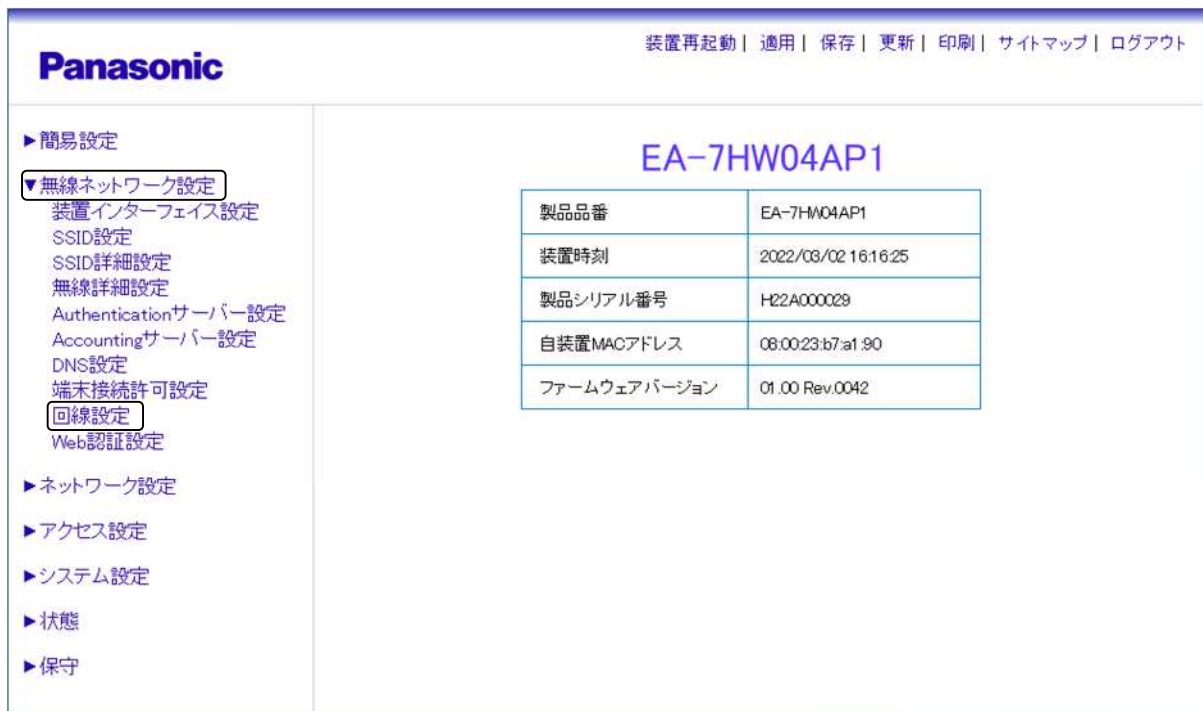 Panasonic
装置再起動 | 適用 | 保存 | 更新 | 印刷 | サイトマップ | ログアウト
►簡易設定
▼無線ネットワーク設定
装置インターフェイス設定
SSID設定
SSID詳細設定
無線詳細設定
Authenticationサーバー設定
Accountingサーバー設定
DNS設定
端末接続許可設定
回線設定
Web認証設定
►ネットワーク設定
►アクセス設定
►システム設定
►状態
►保守
EA-7HW04AP1
製品品番 EA-7HW04AP1
装置時刻 2022/03/02 16:16:25
製品シリアル番号 H22A000029
自装置MACアドレス 08:00:23:b7:a1:90
ファームウェアバージョン 01.00 Rev.0042